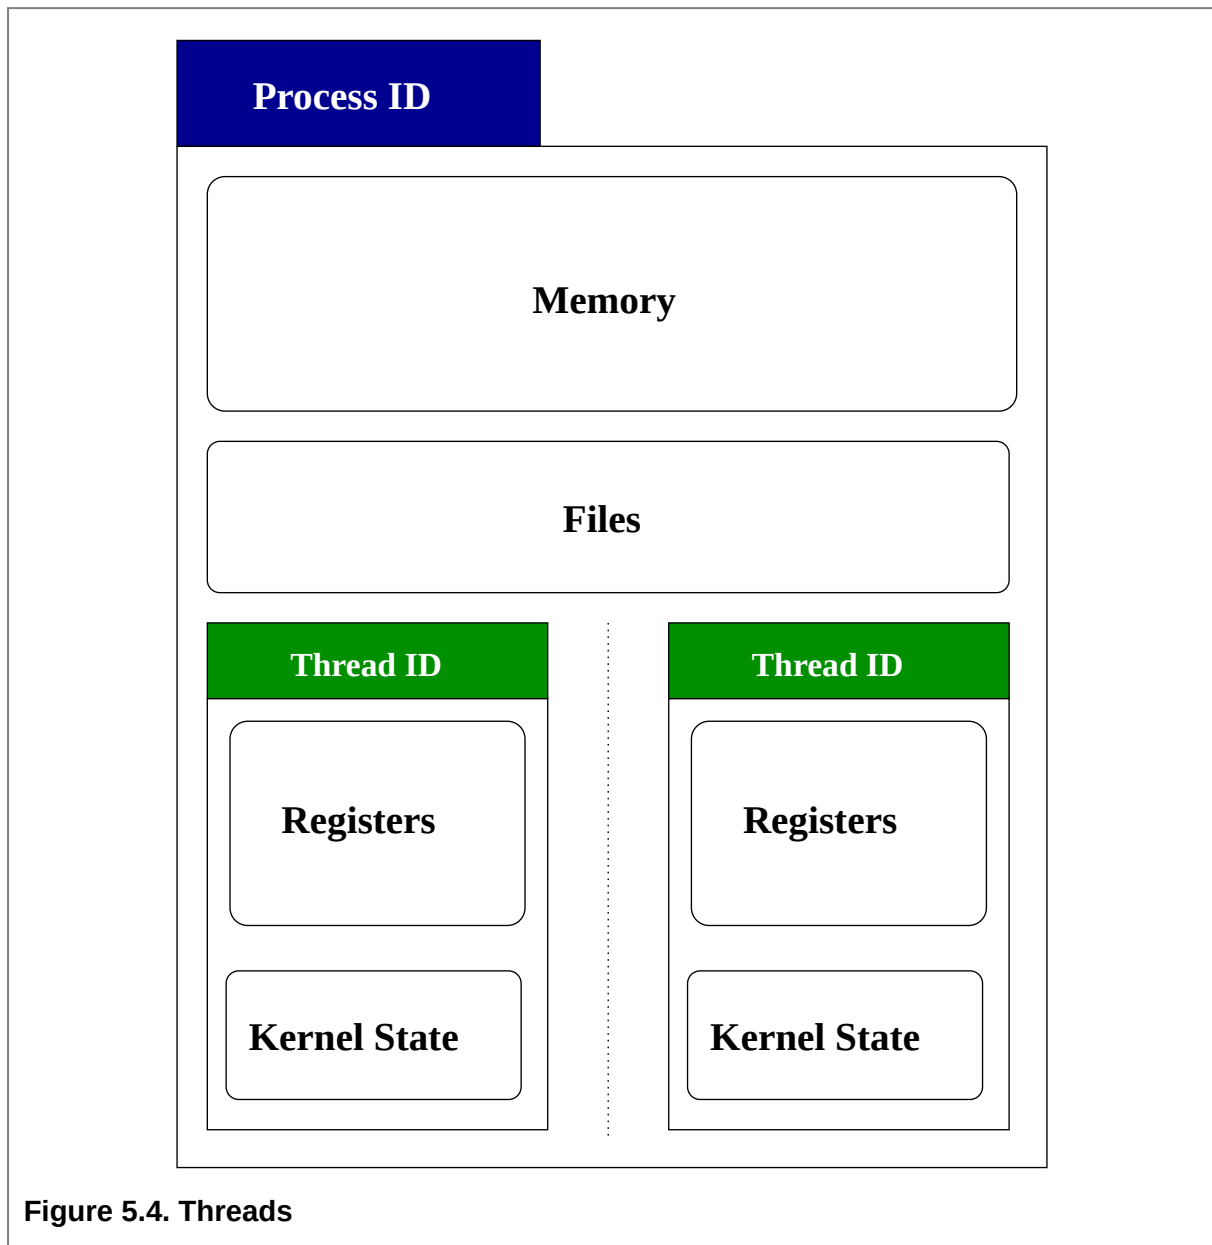 Process ID
Memory
Files
Thread ID
Registers
Kernel State
Thread ID
Registers
Kernel State
Figure 5.4. Threads